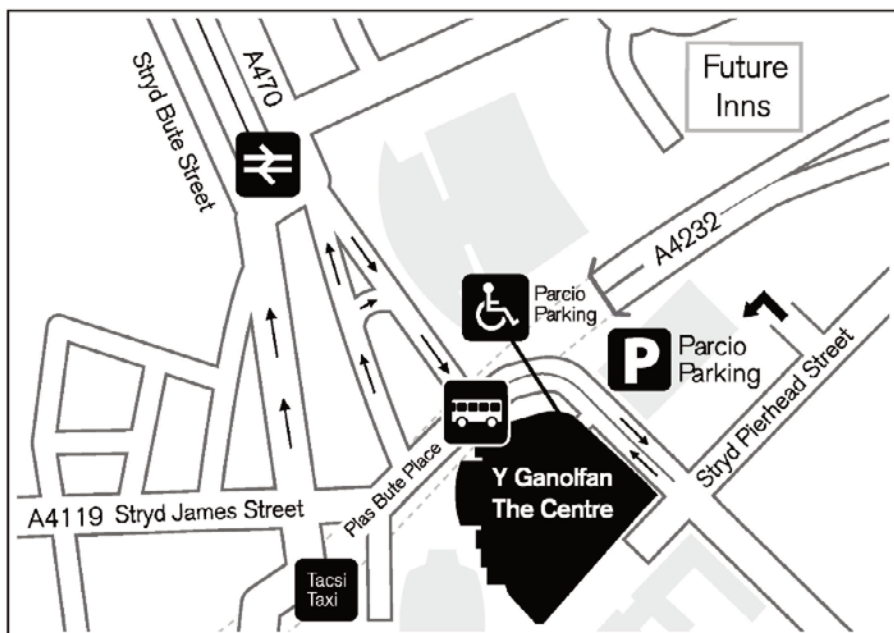 Stryd Bute Street
A470
Future
Inns
A4232
Parcio
Parking
P
Parcio
Parking
Stryd Pierhead Street
Plas Bute Place
Y Ganolfan
The Centre
A4119 Stryd James Street
Tacsi
Taxi